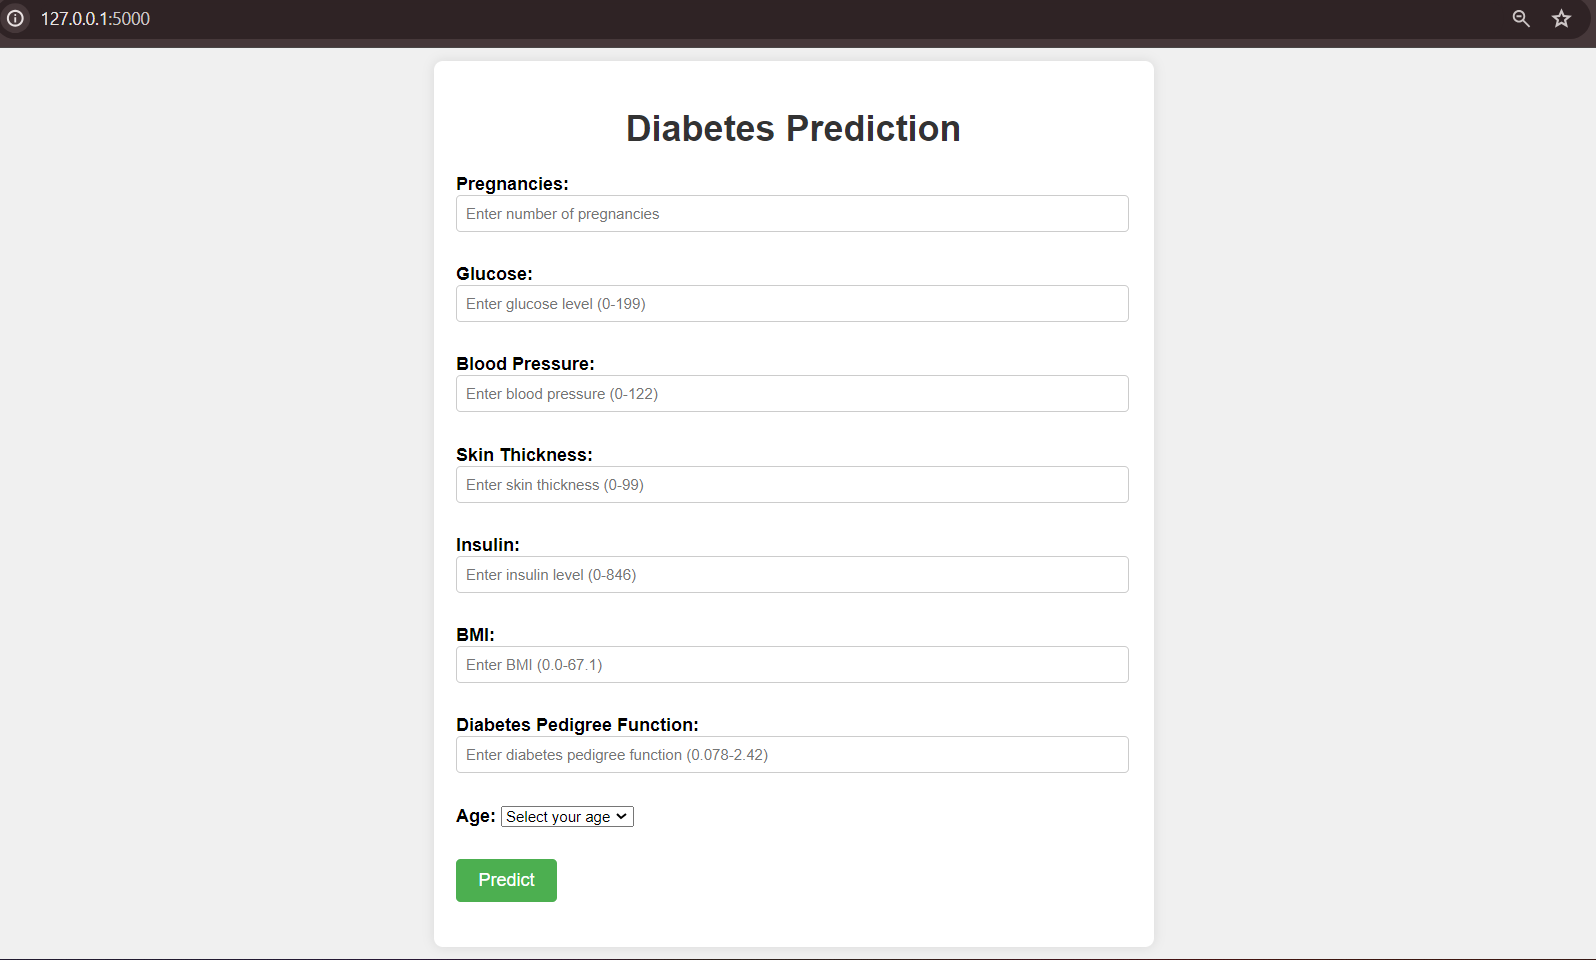 127.0.0.1:5000
Diabetes Prediction
Pregnancies:
Enter number of pregnancies
Glucose:
Enter glucose level (0-199)
Blood Pressure:
Enter blood pressure (0-122)
Skin Thickness:
Enter skin thickness (0-99)
Insulin:
Enter insulin level (0-846)
BMI:
Enter BMI (0.0-67.1)
Diabetes Pedigree Function:
Enter diabetes pedigree function (0.078-2.42)
Age: Select your age
Predict